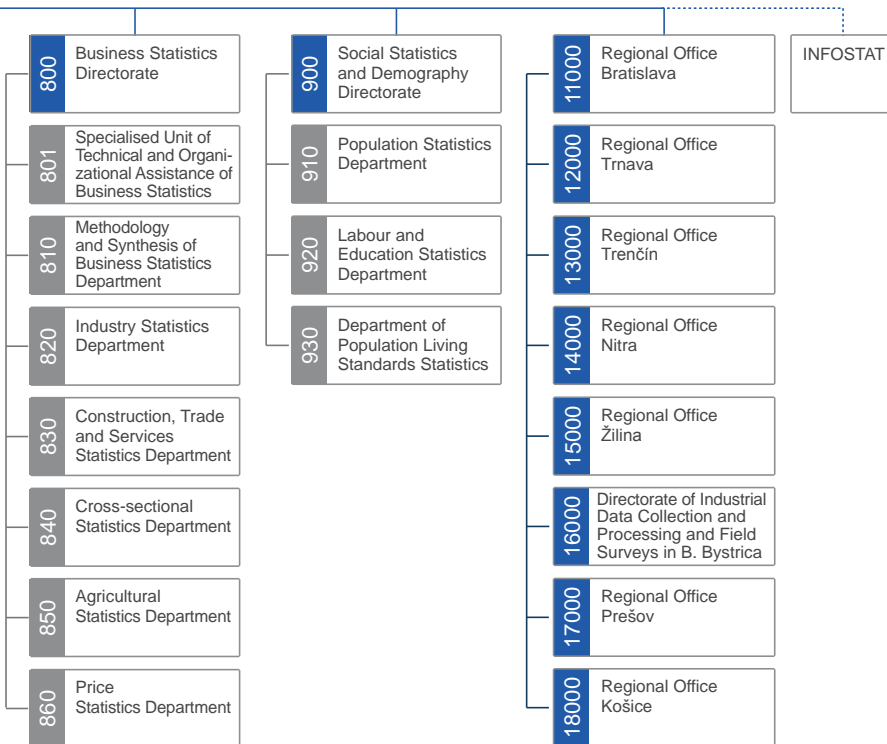 800
Business Statistics
Directorate
801
Specialised Unit of
Technical and Organi-
zational Assistance of
Business Statistics
810
Methodology
and Synthesis of
Business Statistics
Department
820
Industry Statistics
Department
830
Construction, Trade
and Services
Statistics Department
840
Cross-sectional
Statistics Department
850
Agricultural
Statistics Department
860
Price
Statistics Department
900
Social Statistics
and Demography
Directorate
910
Population Statistics
Department
920
Labour and
Education Statistics
Department
930
Department of
Population Living
Standards Statistics
11000
Regional Office
Bratislava
12000
Regional Office
Trnava
13000
Regional Office
Trenčín
14000
Regional Office
Nitra
15000
Regional Office
Žilina
16000
Directorate of Industrial
Data Collection and
Processing and Field
Surveys in B. Bystrica
17000
Regional Office
Prešov
18000
Regional Office
Košice
INFOSTAT